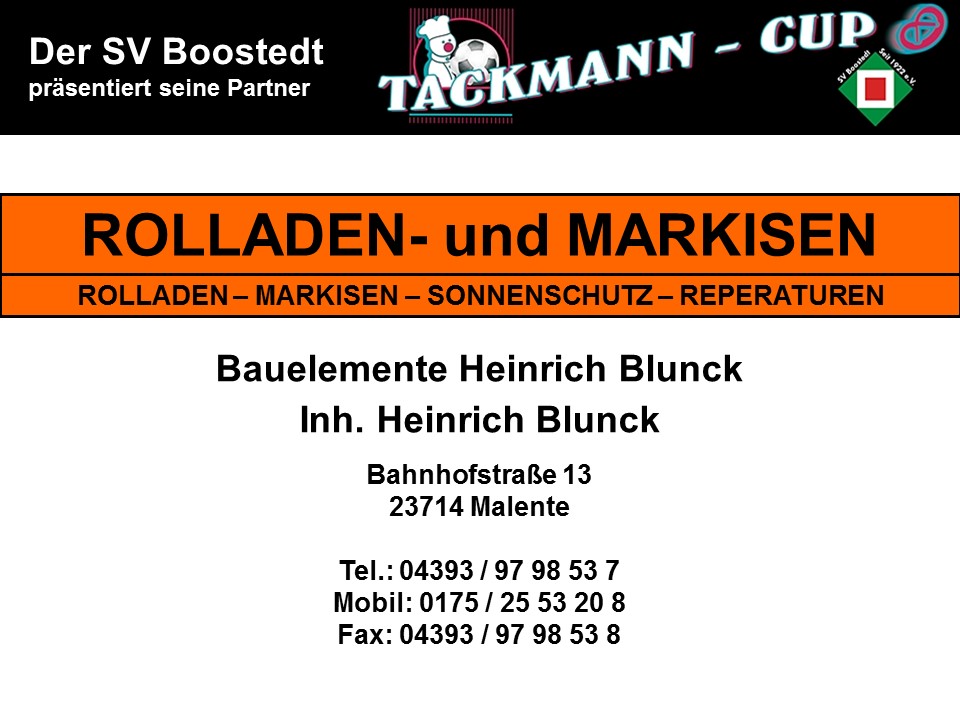 Der SV Boostedt
präsentiert seine Partner
TACKMANN - CUP
SV Boostedt Seit 1922 e.V.
ROLLADEN- und MARKISEN
ROLLADEN – MARKISEN – SONNENSCHUTZ – REPERATUREN
Bauelemente Heinrich Blunck
Inh. Heinrich Blunck
Bahnhofstraße 13
23714 Malente
Tel.: 04393 / 97 98 53 7
Mobil: 0175 / 25 53 20 8
Fax: 04393 / 97 98 53 8